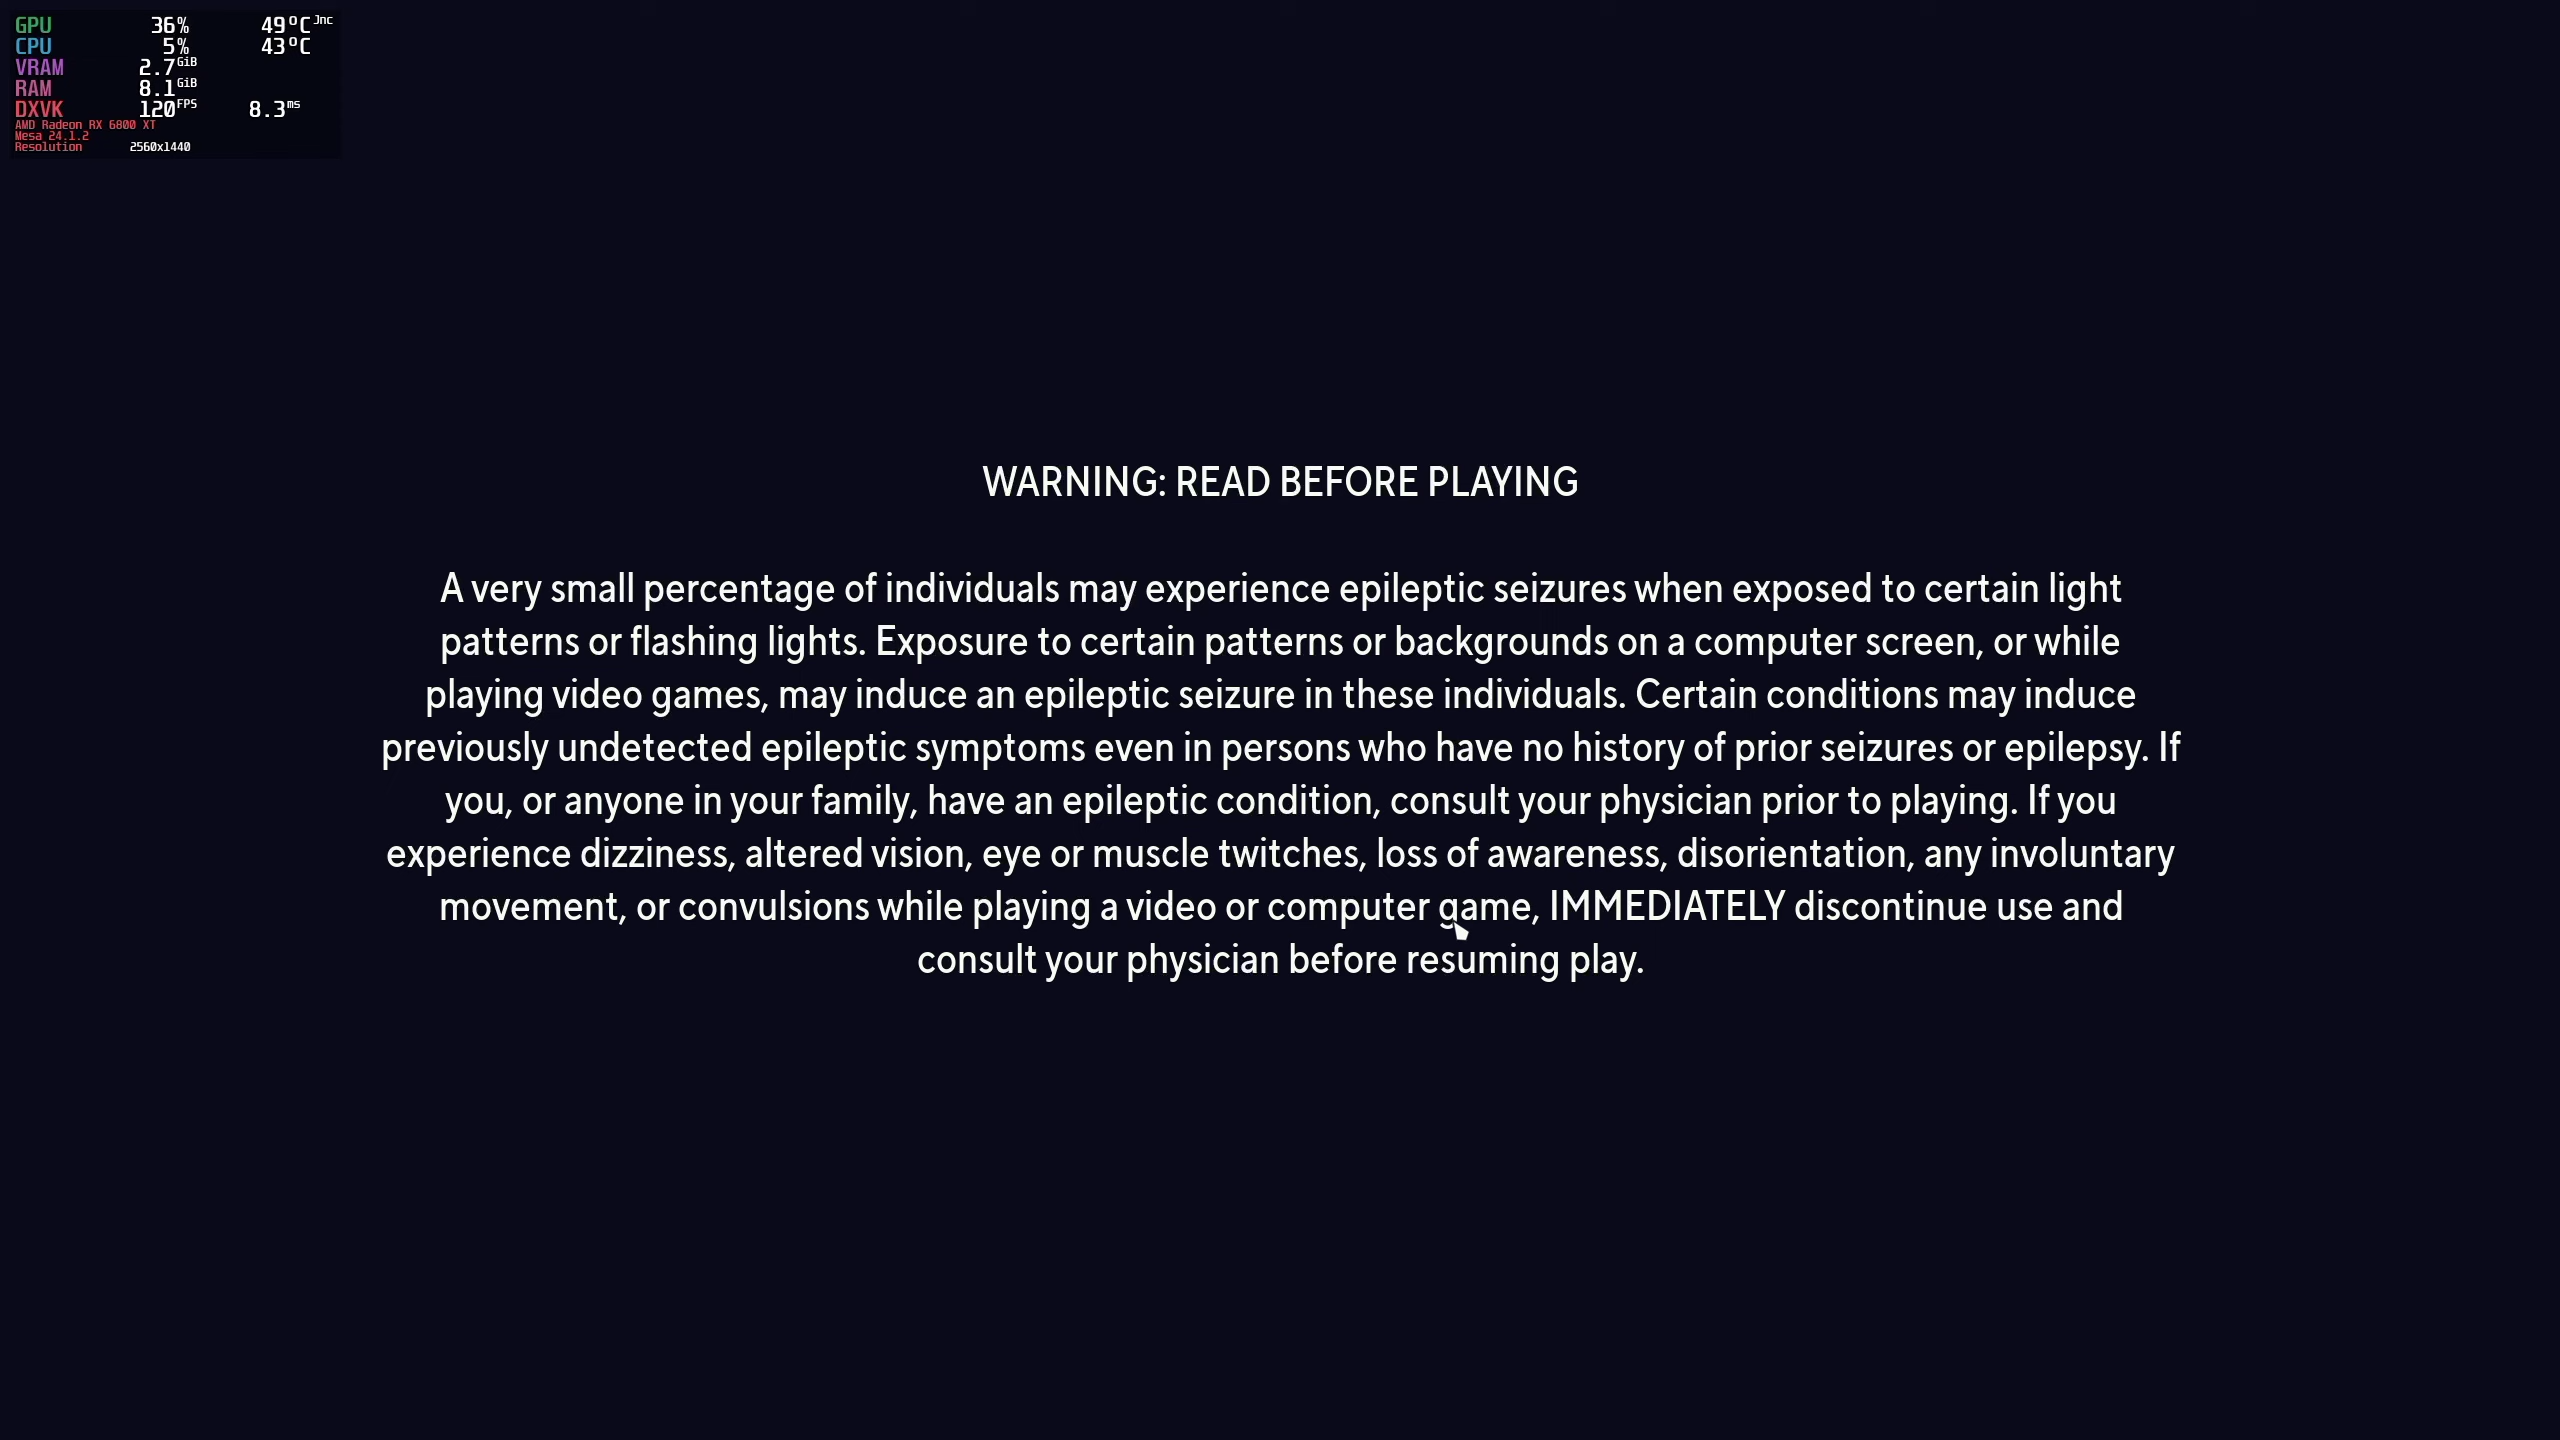 GPU 36% 49°C Jnc
CPU 5% 43°C
VRAM 2.7 GiB
RAM 8.1 GiB
DXVK 120 FPS 8.3 ms
AMD Radeon RX 6800 XT
Mesa 24.1.2
Resolution 2560x1440
WARNING: READ BEFORE PLAYING
A very small percentage of individuals may experience epileptic seizures when exposed to certain light
patterns or flashing lights. Exposure to certain patterns or backgrounds on a computer screen, or while
playing video games, may induce an epileptic seizure in these individuals. Certain conditions may induce
previously undetected epileptic symptoms even in persons who have no history of prior seizures or epilepsy. If
you, or anyone in your family, have an epileptic condition, consult your physician prior to playing. If you
experience dizziness, altered vision, eye or muscle twitches, loss of awareness, disorientation, any involuntary
movement, or convulsions while playing a video or computer game, IMMEDIATELY discontinue use and
consult your physician before resuming play.